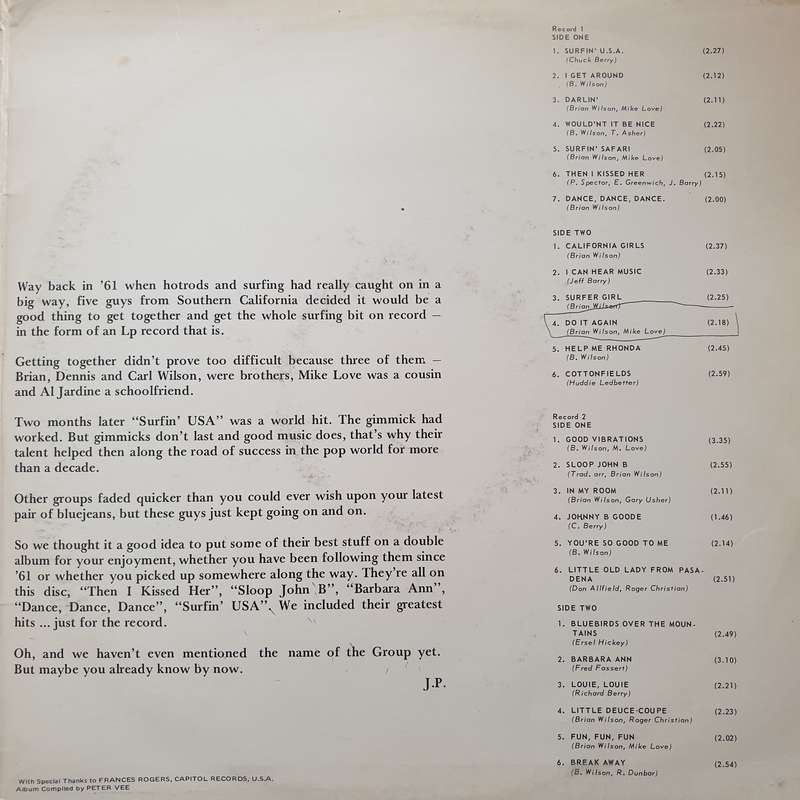 Way back in '61 when hotrods and surfing had really caught on in a
big way, five guys from Southern California decided it would be a
good thing to get together and get the whole surfing bit on record —
in the form of an Lp record that is.
Getting together didn't prove too difficult because three of them —
Brian, Dennis and Carl Wilson, were brothers, Mike Love was a cousin
and Al Jardine a schoolfriend.
Two months later "Surfin' USA" was a world hit. The gimmick had
worked. But gimmicks don't last and good music does, that's why their
talent helped then along the road of success in the pop world for more
than a decade.
Other groups faded quicker than you could ever wish upon your latest
pair of bluejeans, but these guys just kept going on and on.
So we thought it a good idea to put some of their best stuff on a double
album for your enjoyment, whether you have been following them since
'61 or whether you picked up somewhere along the way. They're all on
this disc, "Then I Kissed Her", "Sloop John B", "Barbara Ann",
"Dance, Dance, Dance", "Surfin' USA". We included their greatest
hits ... just for the record.
Oh, and we haven't even mentioned the name of the Group yet.
But maybe you already know by now.
J.P.
With Special Thanks to FRANCES ROGERS, CAPITOL RECORDS, U.S.A.
Album Compiled by PETER VEE
Record 1
SIDE ONE
1. SURFIN' U.S.A. (2.27)
(Chuck Berry)
2. I GET AROUND (2.12)
(B. Wilson)
3. DARLIN' (2.11)
(Brian Wilson, Mike Love)
4. WOULD'NT IT BE NICE (2.22)
(B. Wilson, T. Asher)
5. SURFIN' SAFARI (2.05)
(Brian Wilson, Mike Love)
6. THEN I KISSED HER (2.15)
(P. Spector, E. Greenwich, J. Barry)
7. DANCE, DANCE, DANCE. (2.00)
(Brian Wilson)
SIDE TWO
1. CALIFORNIA GIRLS (2.37)
(Brian Wilson)
2. I CAN HEAR MUSIC (2.33)
(Jeff Barry)
3. SURFER GIRL (2.25)
(Brian Wilson)
4. DO IT AGAIN (2.18)
(Brian Wilson, Mike Love)
5. HELP ME RHONDA (2.45)
(B. Wilson)
6. COTTONFIELDS (2.59)
(Huddie Ledbetter)
Record 2
SIDE ONE
1. GOOD VIBRATIONS (3.35)
(B. Wilson, M. Love)
2. SLOOP JOHN B (2.55)
(Trad. arr, Brian Wilson)
3. IN MY ROOM (2.11)
(Brian Wilson, Gary Usher)
4. JOHNNY B GOODE (1.46)
(C. Berry)
5. YOU'RE SO GOOD TO ME (2.14)
(B. Wilson)
6. LITTLE OLD LADY FROM PASA-
DENA (2.51)
(Don Allfield, Roger Christian)
SIDE TWO
1. BLUEBIRDS OVER THE MOUN-
TAINS (2.49)
(Ersel Hickey)
2. BARBARA ANN (3.10)
(Fred Fassert)
3. LOUIE, LOUIE (2.21)
(Richard Berry)
4. LITTLE DEUCE-COUPE (2.23)
(Brian Wilson, Roger Christian)
5. FUN, FUN, FUN (2.02)
(Brian Wilson, Mike Love)
6. BREAK AWAY (2.54)
(B. Wilson, R. Dunbar)